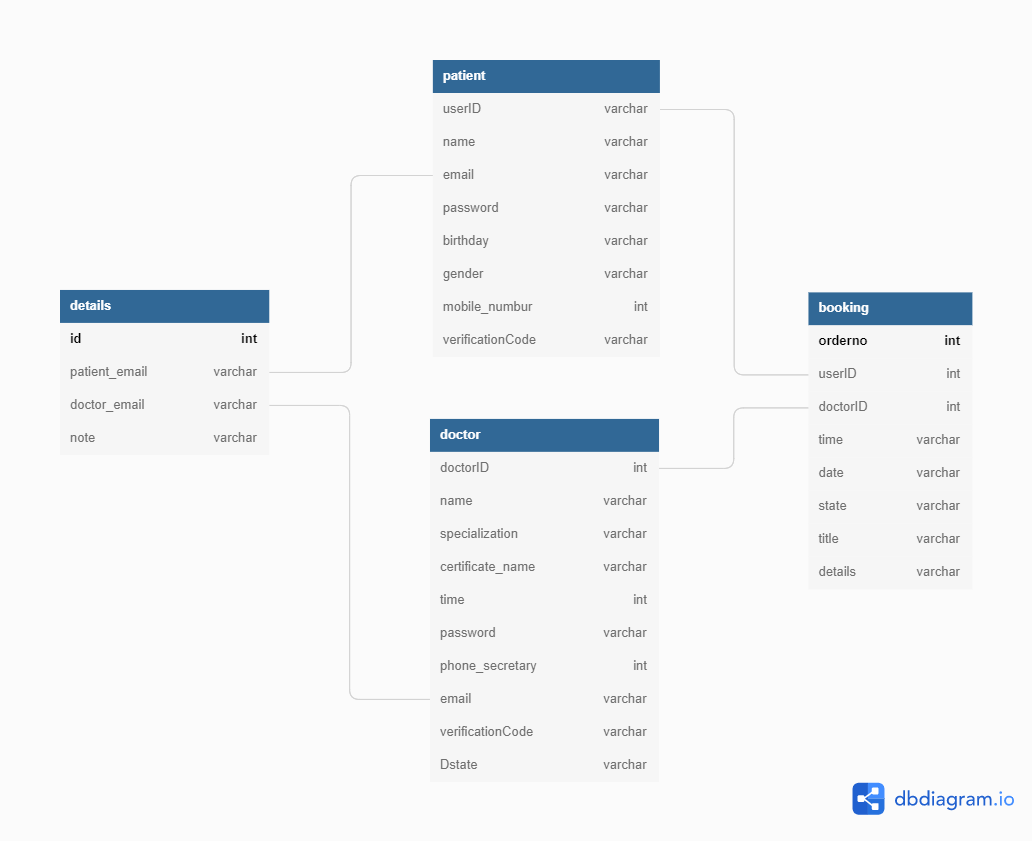 patient
userID varchar
name varchar
email varchar
password varchar
birthday varchar
gender varchar
mobile_numbur int
verificationCode varchar
details
id int
patient_email varchar
doctor_email varchar
note varchar
booking
orderno int
userID int
doctorID int
time varchar
date varchar
state varchar
title varchar
details varchar
doctor
doctorID int
name varchar
specialization varchar
certificate_name varchar
time int
password varchar
phone_secretary int
email varchar
verificationCode varchar
Dstate varchar
dbdiagram.io